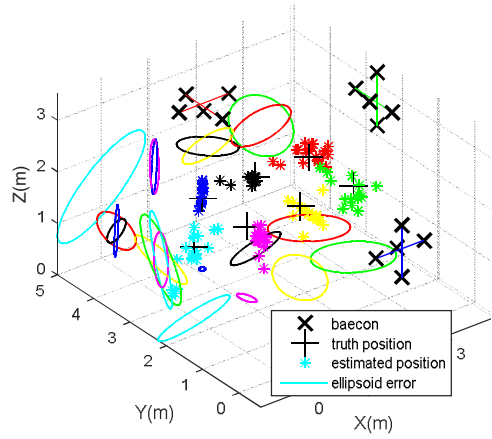 3
2
1
0
Z(m)
5
4
3
2
1
0
Y(m)
0
3
X(m)
baecon
truth position
estimated position
ellipsoid error